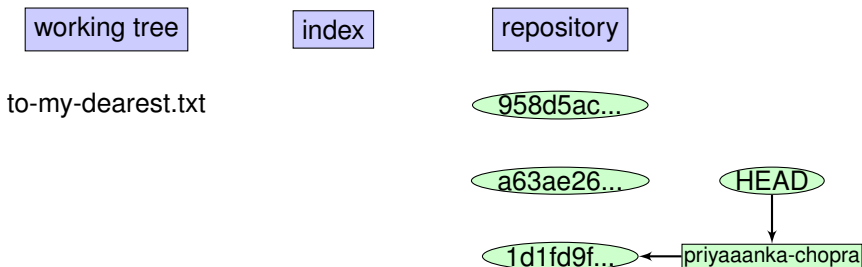 working tree
index
repository
to-my-dearest.txt
958d5ac...
a63ae26...
HEAD
1d1fd9f...
priyaaanka-chopra